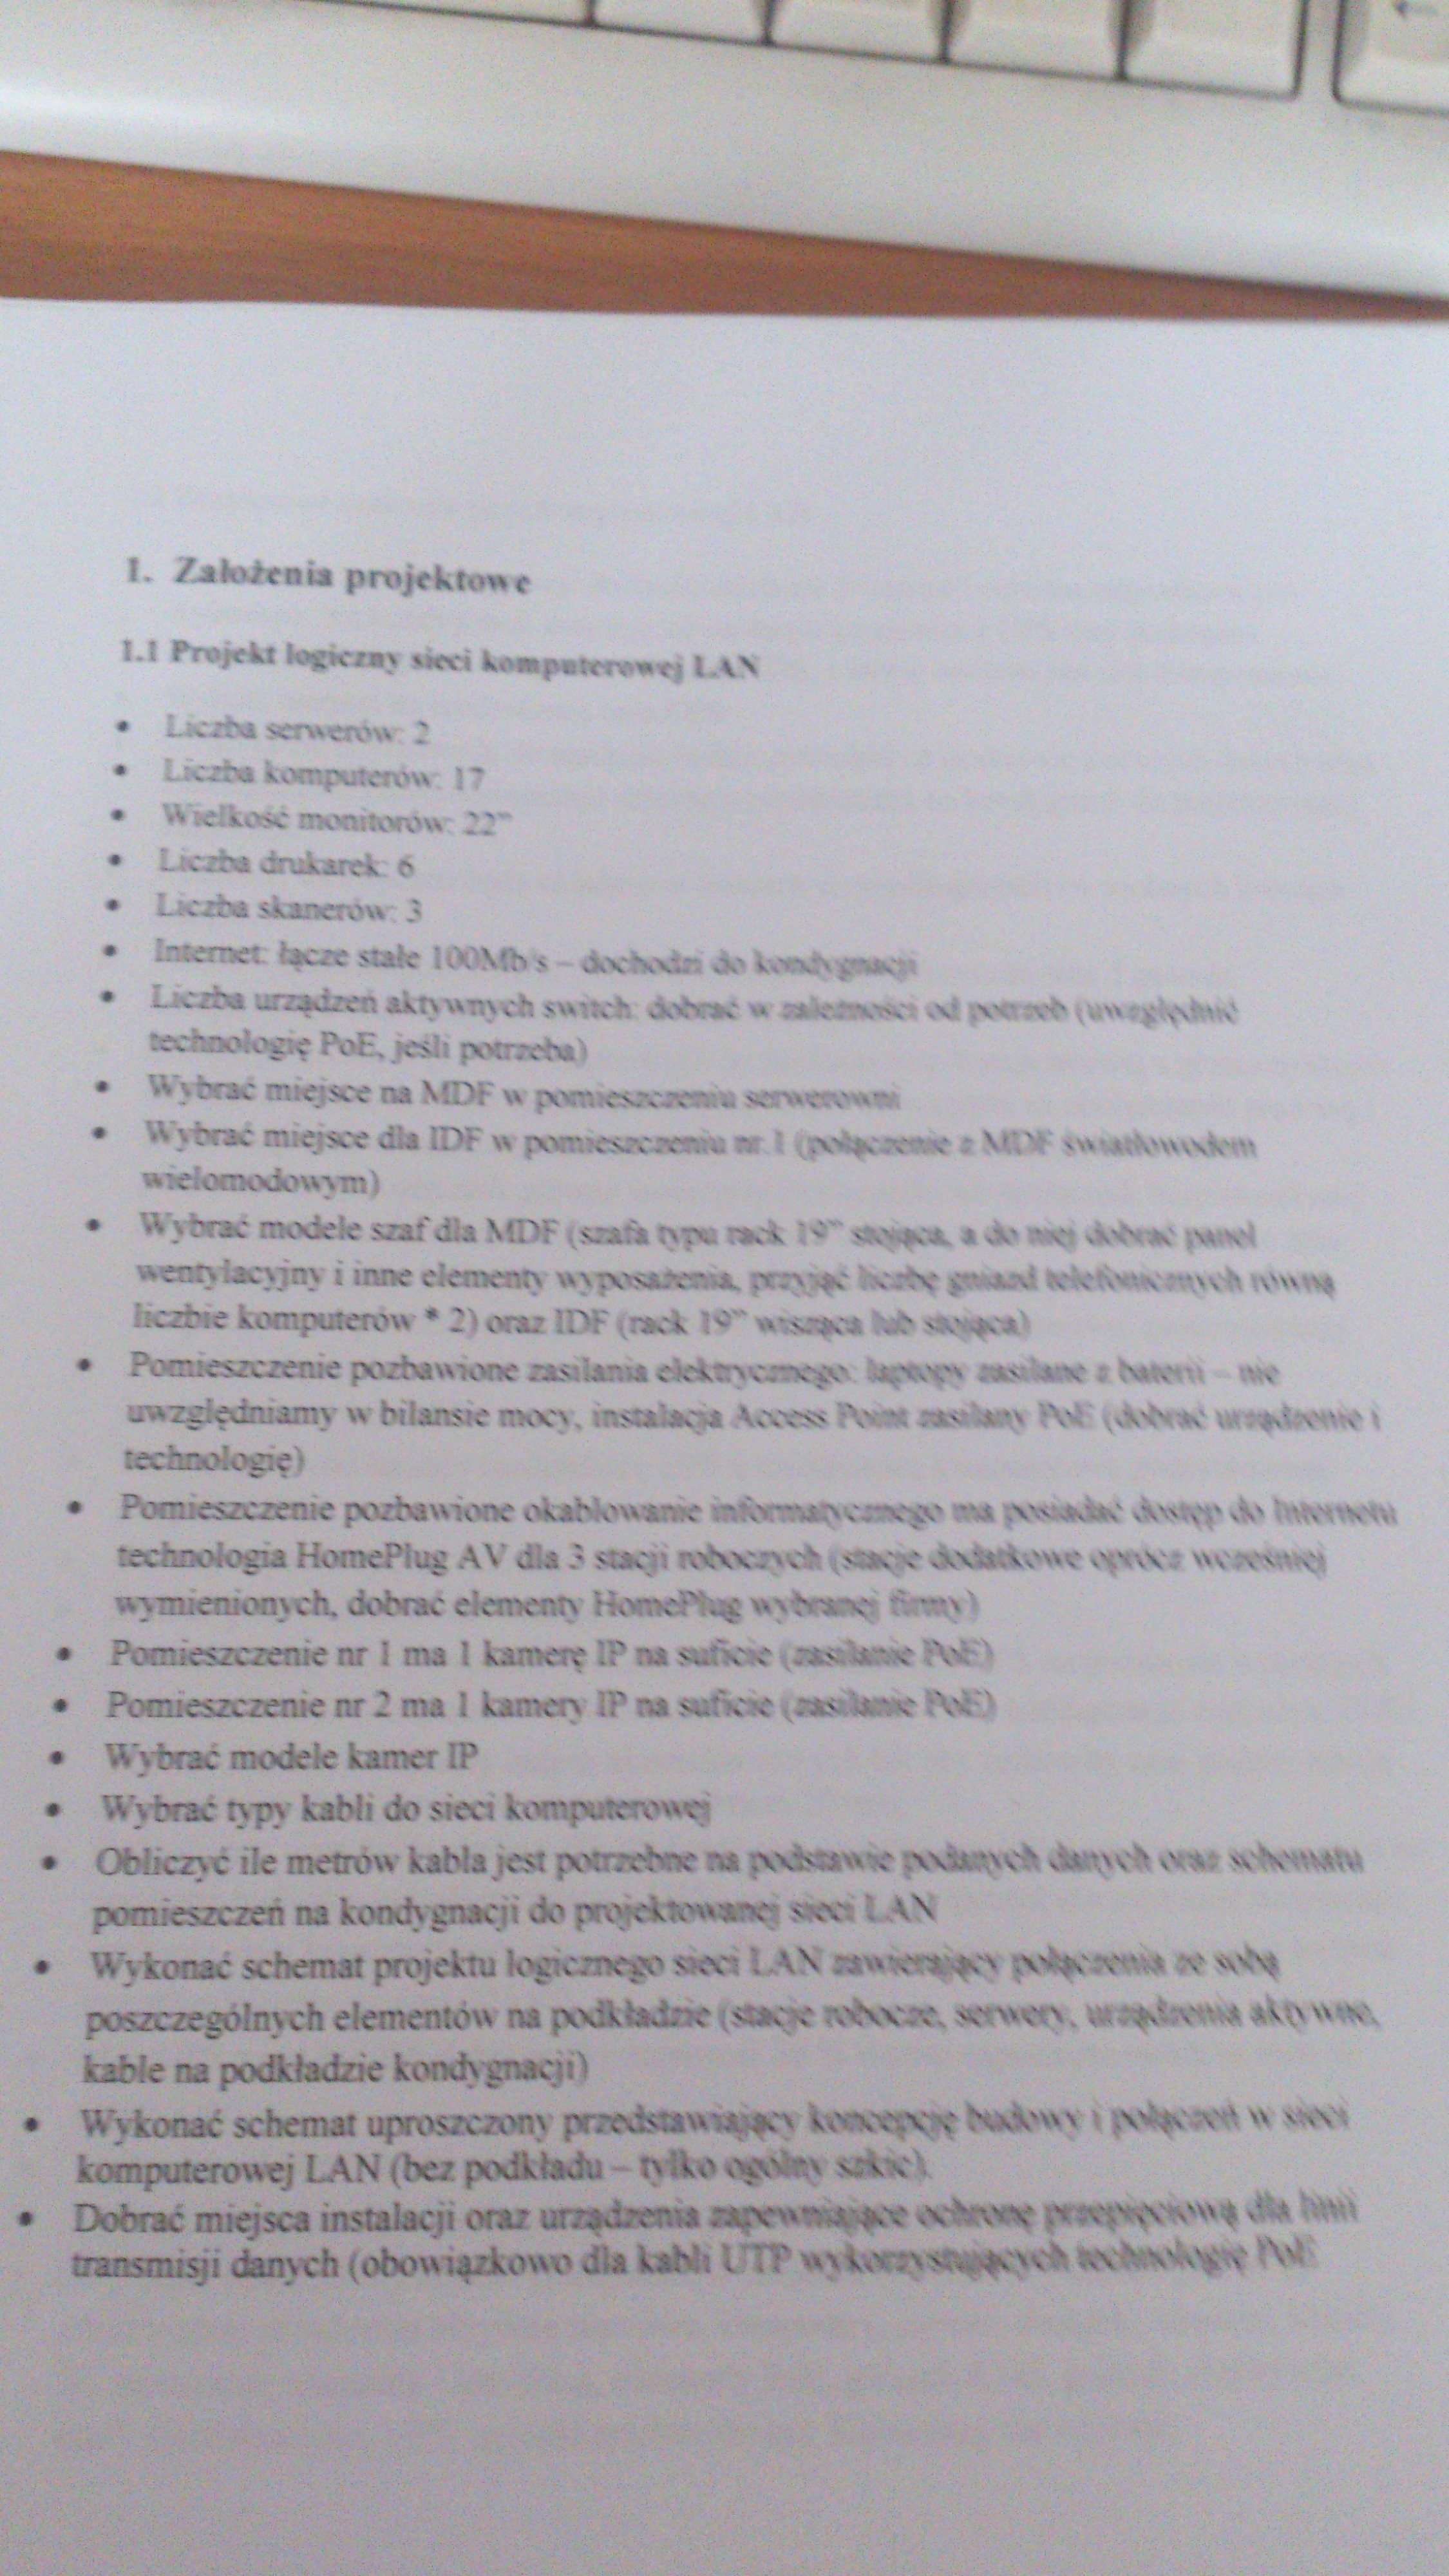 1. Założenia projektowe
1.1 Projekt logiczny sieci komputerowej LAN
• Liczba serwerów: 2
• Liczba komputerów: 17
• Wielkość monitorów: 22"
• Liczba drukarek: 6
• Liczba skanerów: 3
• Internet: łącze stałe 100Mb/s – dochodzi do kondygnacji
• Liczba urządzeń aktywnych switch: dobrać w zależności od potrzeb (uwzględnić
technologię PoE, jeśli potrzeba)
• Wybrać miejsce na MDF w pomieszczeniu serwerowni
• Wybrać miejsce dla IDF w pomieszczeniu nr.1 (połączenie z MDF światłowodem
wielomodowym)
• Wybrać modele szaf dla MDF (szafa typu rack 19" stojąca, a do niej dobrać panel
wentylacyjny i inne elementy wyposażenia, przyjąć liczbę gniazd telefonicznych równą
liczbie komputerów * 2) oraz IDF (rack 19" wisząca lub stojąca)
• Pomieszczenie pozbawione zasilania elektrycznego: laptopy zasilane z baterii – nie
uwzględniamy w bilansie mocy, instalacja Access Point zasilany PoE (dobrać urządzenie i
technologię)
• Pomieszczenie pozbawione okablowanie informatycznego ma posiadać dostęp do Internetu
technologia HomePlug AV dla 3 stacji roboczych (stacje dodatkowe oprócz wcześniej
wymienionych, dobrać elementy HomePlug wybranej firmy)
• Pomieszczenie nr 1 ma 1 kamerę IP na suficie (zasilanie PoE)
• Pomieszczenie nr 2 ma 1 kamery IP na suficie (zasilanie PoE)
• Wybrać modele kamer IP
• Wybrać typy kabli do sieci komputerowej
• Obliczyć ile metrów kabla jest potrzebne na podstawie podanych danych oraz schematu
pomieszczeń na kondygnacji do projektowanej sieci LAN
• Wykonać schemat projektu logicznego sieci LAN zawierający połączenia ze sobą
poszczególnych elementów na podkładzie (stacje robocze, serwery, urządzenia aktywne,
kable na podkładzie kondygnacji)
• Wykonać schemat uproszczony przedstawiający koncepcję budowy i połączeń w sieci
komputerowej LAN (bez podkładu – tylko ogólny szkic)
• Dobrać miejsca instalacji oraz urządzenia zapewniające ochronę przepięciową dla linii
transmisji danych (obowiązkowo dla kabli UTP wykorzystujących technologię PoE